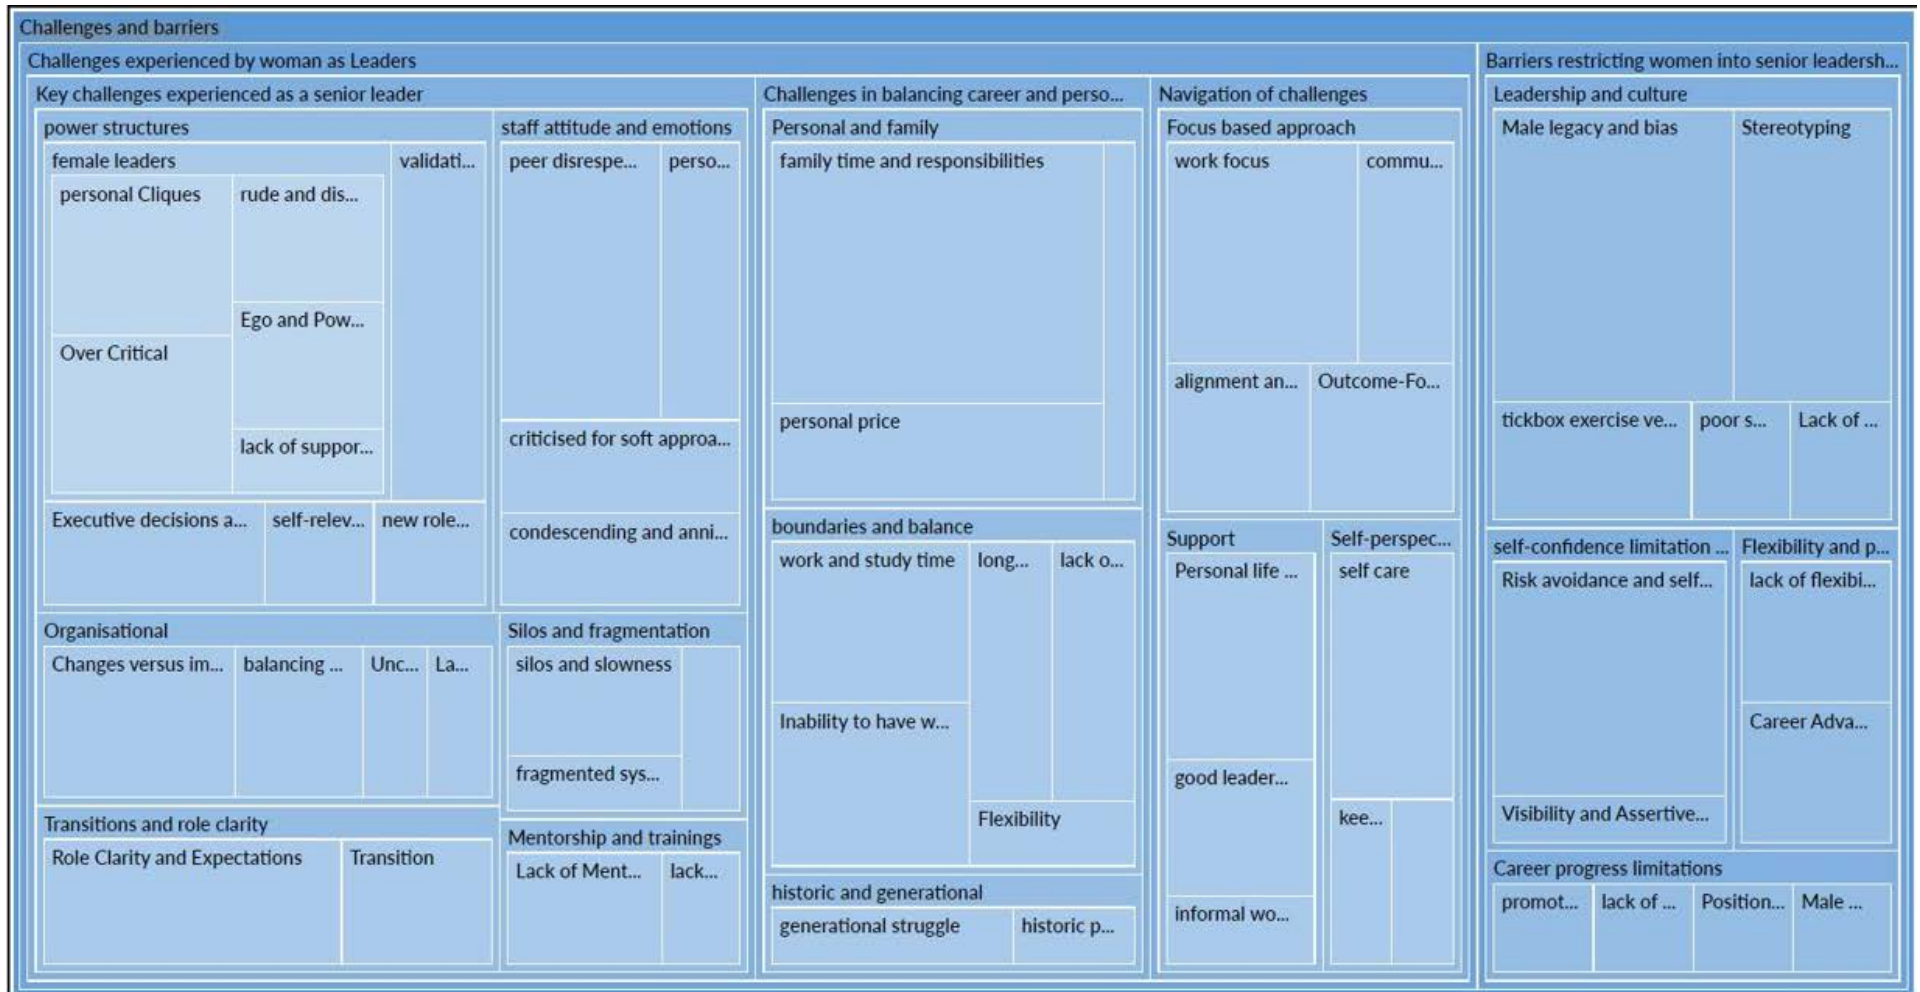 Challenges and barriers
Challenges experienced by woman as Leaders
Key challenges experienced as a senior leader
power structures
female leaders
personal Cliques
rude and dis...
Ego and Pow...
Over Critical
lack of suppor...
validati...
Executive decisions a...
self-relev...
new role...
staff attitude and emotions
peer disrespe...
perso...
criticised for soft approa...
condescending and anni...
Organisational
Changes versus im...
balancing ...
Unc...
La...
Silos and fragmentation
silos and slowness
fragmented sys...
Transitions and role clarity
Role Clarity and Expectations
Transition
Mentorship and trainings
Lack of Ment...
lack...
Challenges in balancing career and perso...
Personal and family
family time and responsibilities
personal price
boundaries and balance
work and study time
long...
lack o...
Inability to have w...
Flexibility
historic and generational
generational struggle
historic p...
Navigation of challenges
Focus based approach
work focus
commu...
alignment an...
Outcome-Fo...
Support
Personal life ...
good leader...
informal wo...
Self-perspec...
self care
kee...
Barriers restricting women into senior leadersh...
Leadership and culture
Male legacy and bias
Stereotyping
tickbox exercise ve...
poor s...
Lack of ...
self-confidence limitation ...
Risk avoidance and self...
Visibility and Assertive...
Flexibility and p...
lack of flexibi...
Career Adva...
Career progress limitations
promot...
lack of ...
Position...
Male ...